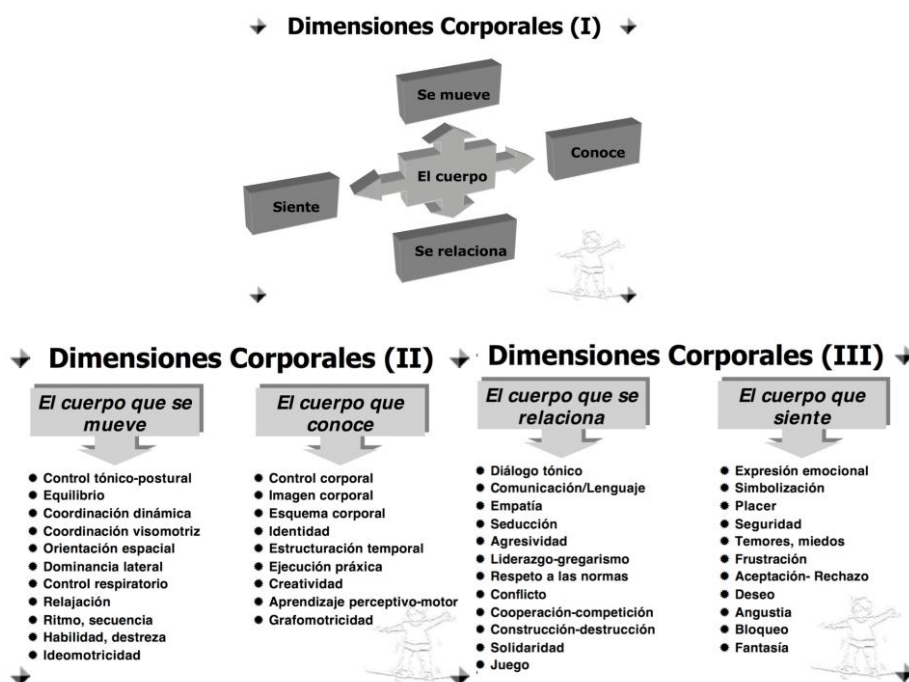 Dimensiones Corporales (I)
Se mueve
Conoce
El cuerpo
Siente
Se relaciona
Dimensiones Corporales (II)
El cuerpo que se
mueve
Control tónico-postural
Equilibrio
Coordinación dinámica
Coordinación visomotriz
Orientación espacial
Dominancia lateral
Control respiratorio
Relajación
Ritmo, secuencia
Habilidad, destreza
Ideomotricidad
El cuerpo que
conoce
Control corporal
Imagen corporal
Esquema corporal
Identidad
Estructuración temporal
Ejecución práxica
Creatividad
Aprendizaje perceptivo-motor
Grafomotricidad
Dimensiones Corporales (III)
El cuerpo que se
relaciona
Diálogo tónico
Comunicación/Lenguaje
Empatía
Seducción
Agresividad
Liderazgo-gregarismo
Respeto a las normas
Conflicto
Cooperación-competición
Construcción-destrucción
Solidaridad
Juego
El cuerpo que
siente
Expresión emocional
Simbolización
Placer
Seguridad
Temores, miedos
Frustración
Aceptación- Rechazo
Deseo
Angustia
Bloqueo
Fantasía